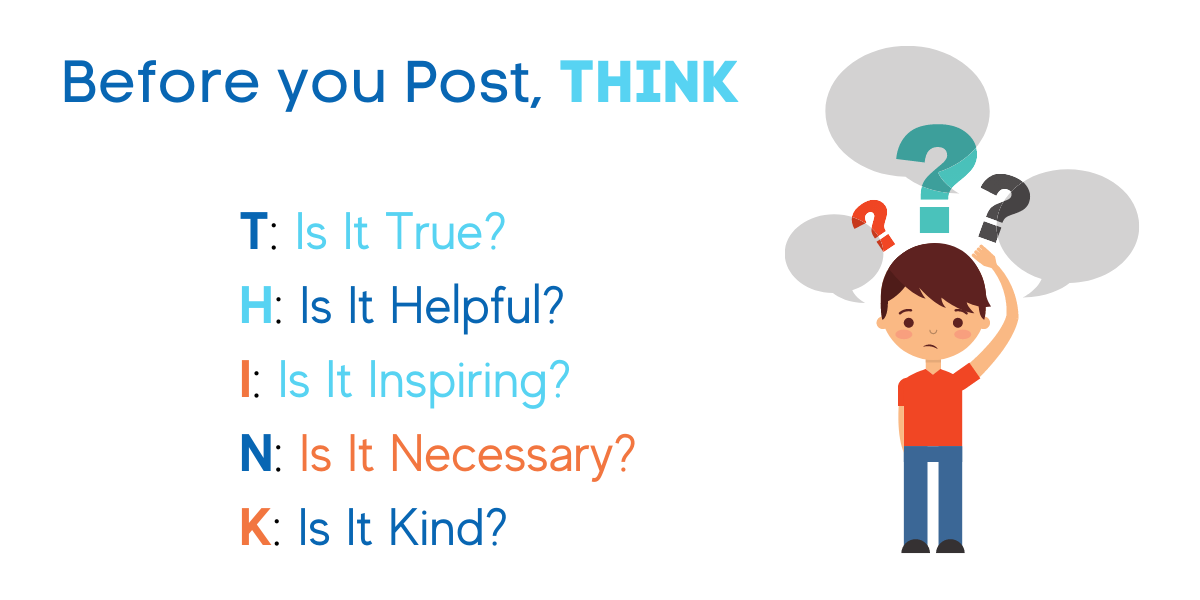 Before you Post, THINK
T: Is It True?
H: Is It Helpful?
I: Is It Inspiring?
N: Is It Necessary?
K: Is It Kind?
? ? ?